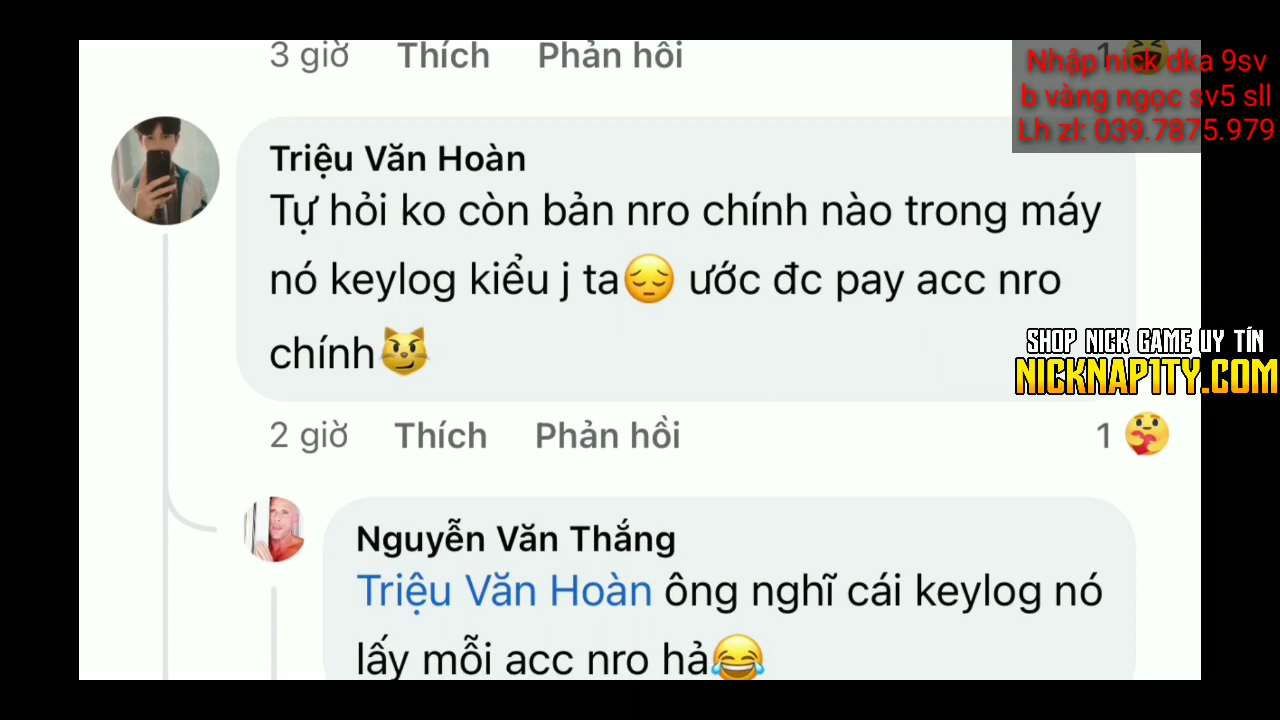 3 giờ Thích Phản hồi 1
Nhập nick dka 9sv
b vàng ngọc sv5 sll
Lh zl: 039.7875.979
Triệu Văn Hoàn
Tự hỏi ko còn bản nro chính nào trong máy
nó keylog kiểu j ta😔 ước đc pay acc nro
chính😼
SHOP NICK GAME UY TÍN
NICKNAP1TY.COM
2 giờ Thích Phản hồi 1
Nguyễn Văn Thắng
Triệu Văn Hoàn ông nghĩ cái keylog nó
lấy mỗi acc nro hả😂